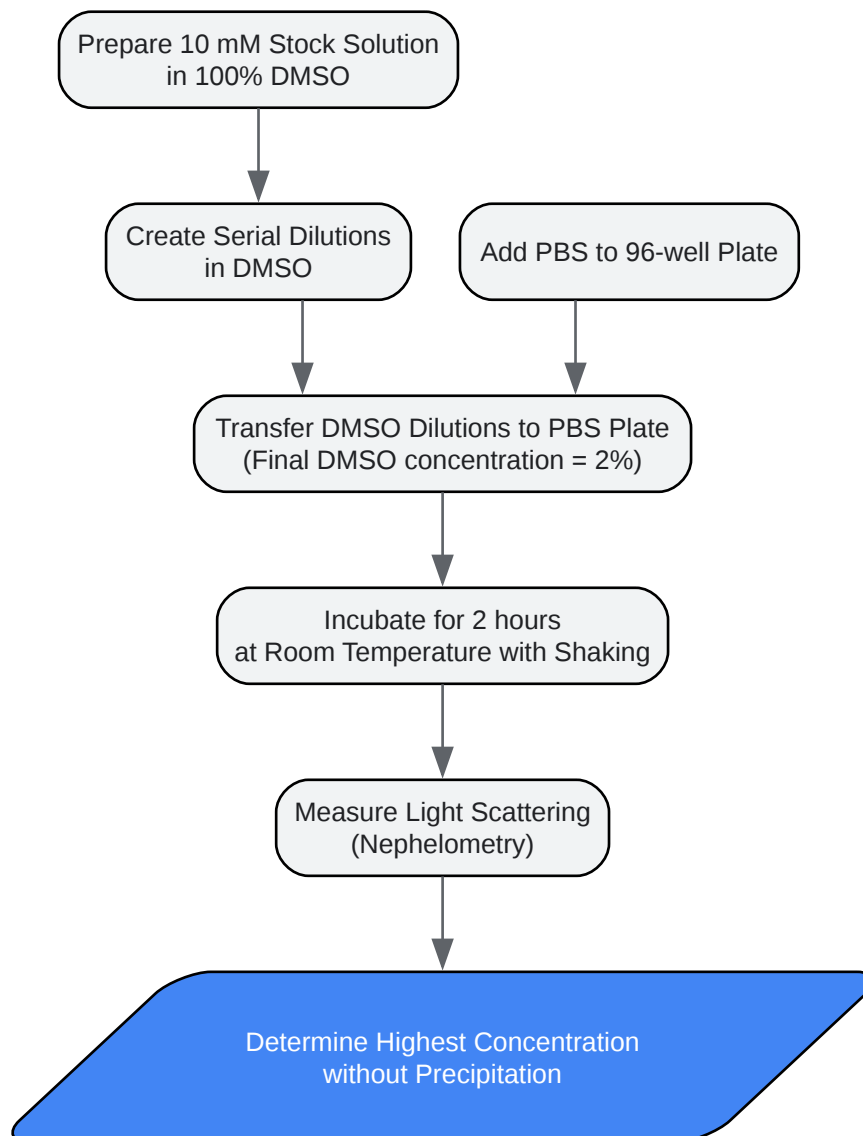 Prepare 10 mM Stock Solution
in 100% DMSO
Create Serial Dilutions
in DMSO
Add PBS to 96-well Plate
Transfer DMSO Dilutions to PBS Plate
(Final DMSO concentration = 2%)
Incubate for 2 hours
at Room Temperature with Shaking
Measure Light Scattering
(Nephelometry)
Determine Highest Concentration
without Precipitation